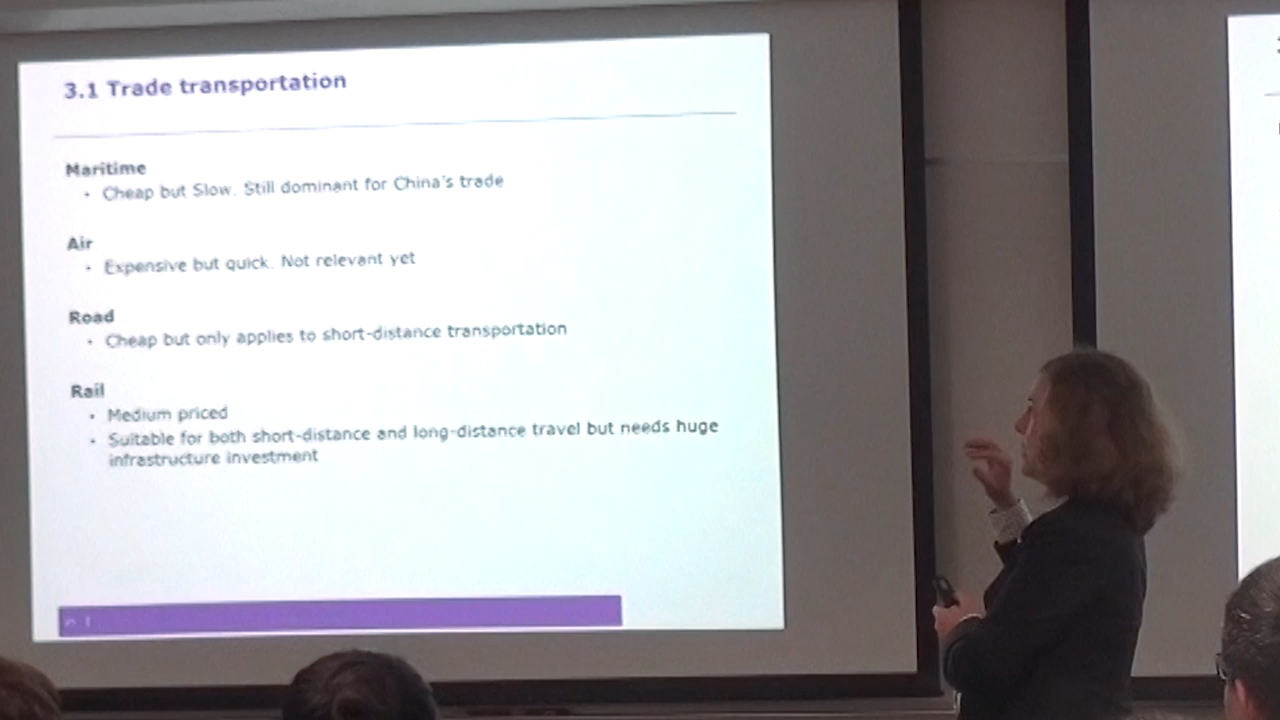 3.1 Trade transportation
Maritime
• Cheap but Slow. Still dominant for China's trade
Air
• Expensive but quick. Not relevant yet
Road
• Cheap but only applies to short-distance transportation
Rail
• Medium priced
• Suitable for both short-distance and long-distance travel but needs huge
infrastructure investment